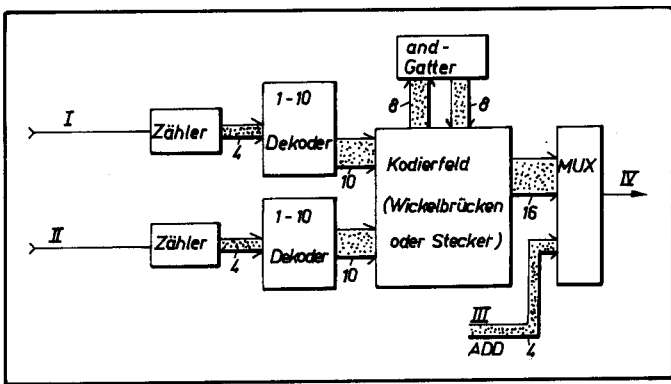 and-
Gatter
8
8
I
Zähler
4
1-10
Dekoder
10
Kodierfeld
(Wickelbrücken
oder Stecker)
16
MUX
IV
II
Zähler
4
1-10
Dekoder
10
III
ADD
4